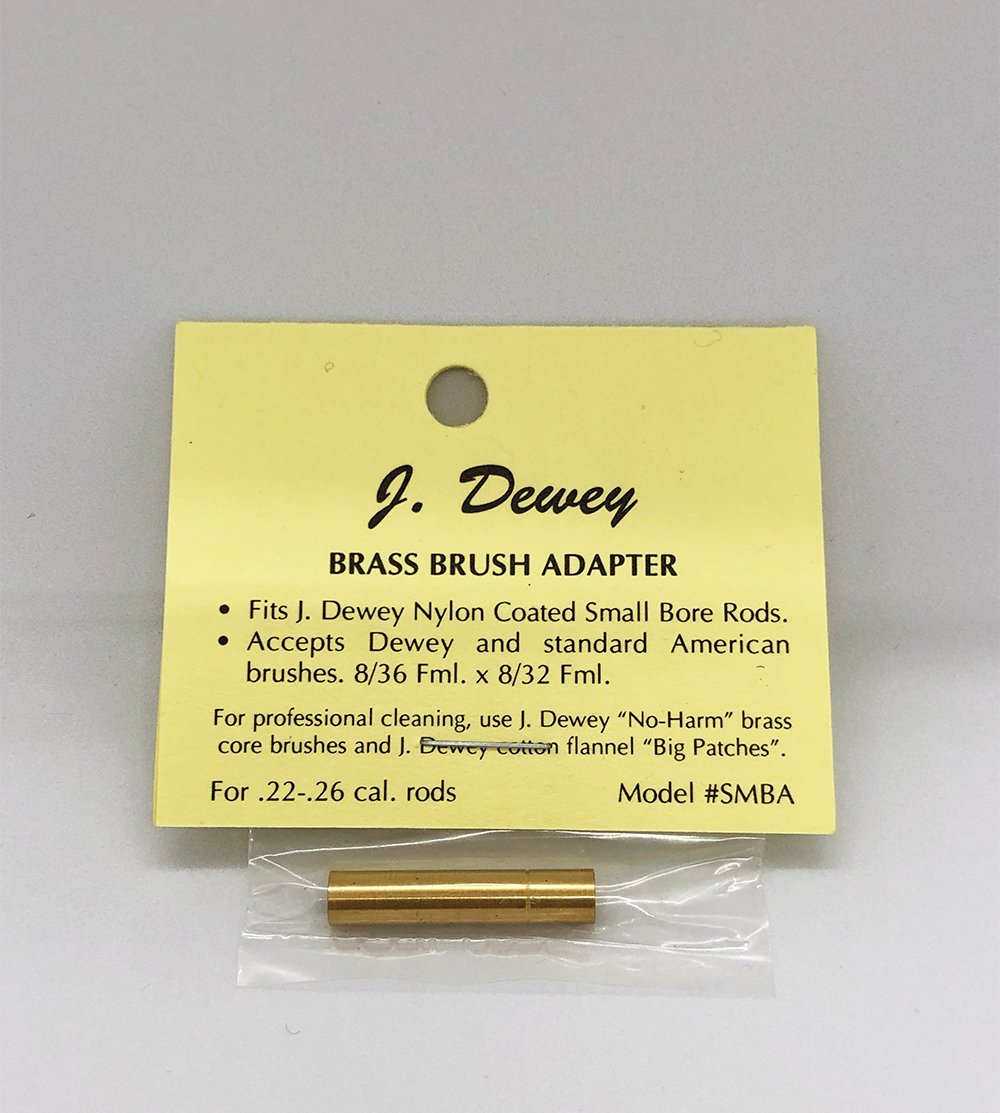 J. Dewey
BRASS BRUSH ADAPTER
• Fits J. Dewey Nylon Coated Small Bore Rods.
• Accepts Dewey and standard American
brushes. 8/36 Fml. x 8/32 Fml.
For professional cleaning, use J. Dewey “No-Harm” brass
core brushes and J. Dewey cotton flannel “Big Patches”.
For .22-.26 cal. rods Model #SMBA